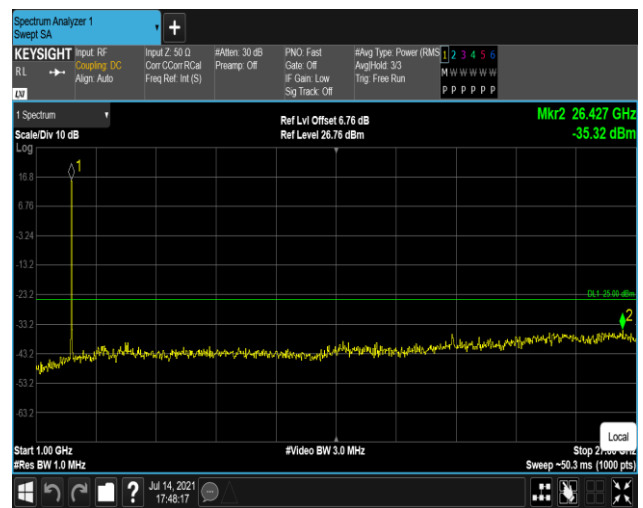 Spectrum Analyzer 1
Swept SA
+
KEYSIGHT
RL
LXI
Input: RF
Coupling: DC
Align: Auto
Input Z: 50 Ω
Corr CCorr RCal
Freq Ref: Int (S)
#Atten: 30 dB
Preamp: Off
PNO: Fast
Gate: Off
IF Gain: Low
Sig Track: Off
#Avg Type: Power (RMS
Avg|Hold: 3/3
Trig: Free Run
1 2 3 4 5 6
M W W W W W
P P P P P P
1 Spectrum
Scale/Div 10 dB
Log
Ref Lvl Offset 6.76 dB
Ref Level 26.76 dBm
Mkr2 26.427 GHz
-35.32 dBm
1
16.8
6.76
-3.24
-13.2
-23.2
DL1 -25.00 dBm
2
-33.2
-43.2
-53.2
-63.2
Local
Start 1.00 GHz
#Res BW 1.0 MHz
#Video BW 3.0 MHz
Stop 27.00 GHz
Sweep ~50.3 ms (1000 pts)
?
Jul 14, 2021
17:48:17